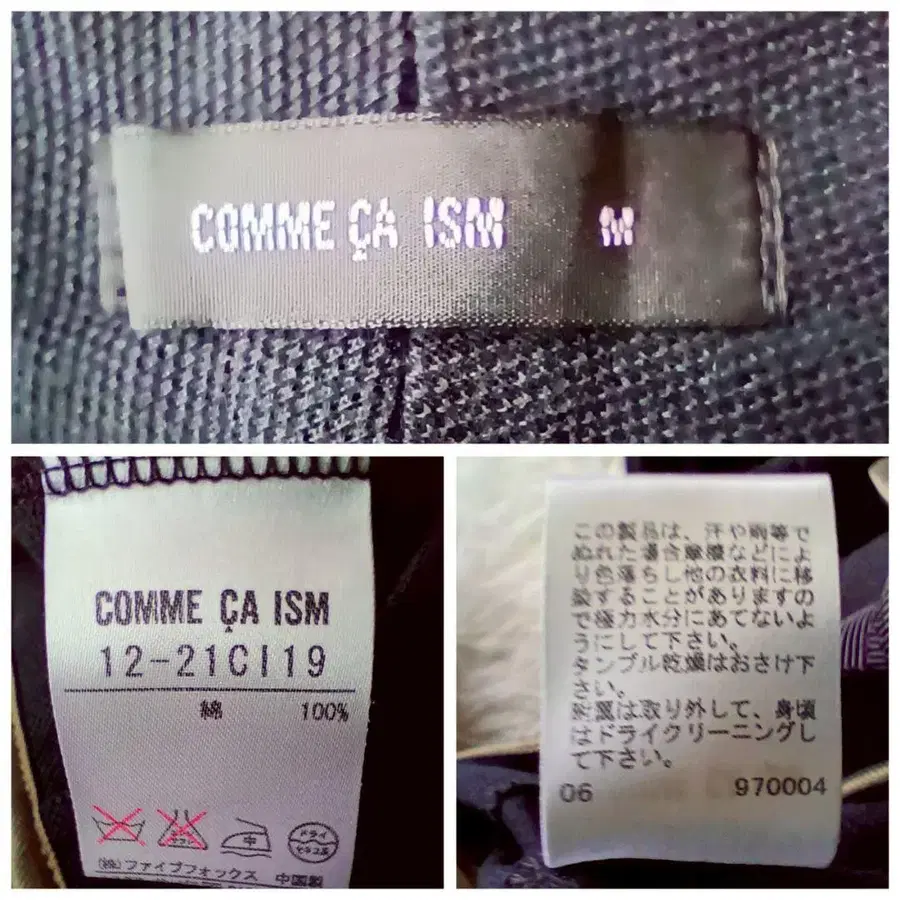 COMME ÇA ISM M
COMME ÇA ISM
12-21CI19
綿 100%
中
ドライ
セキユ系
(株)ファイブフォックス 中国製
この製品は、汗や雨等で
ぬれた場合摩擦などによ
り色落ちし他の衣料に移
染することがありますの
で極力水分にあてないよ
うにして下さい。
タンブル乾燥はおさけ下
さい。
は取り外して、身頃
はドライクリーニングし
て下さい。
06 970004